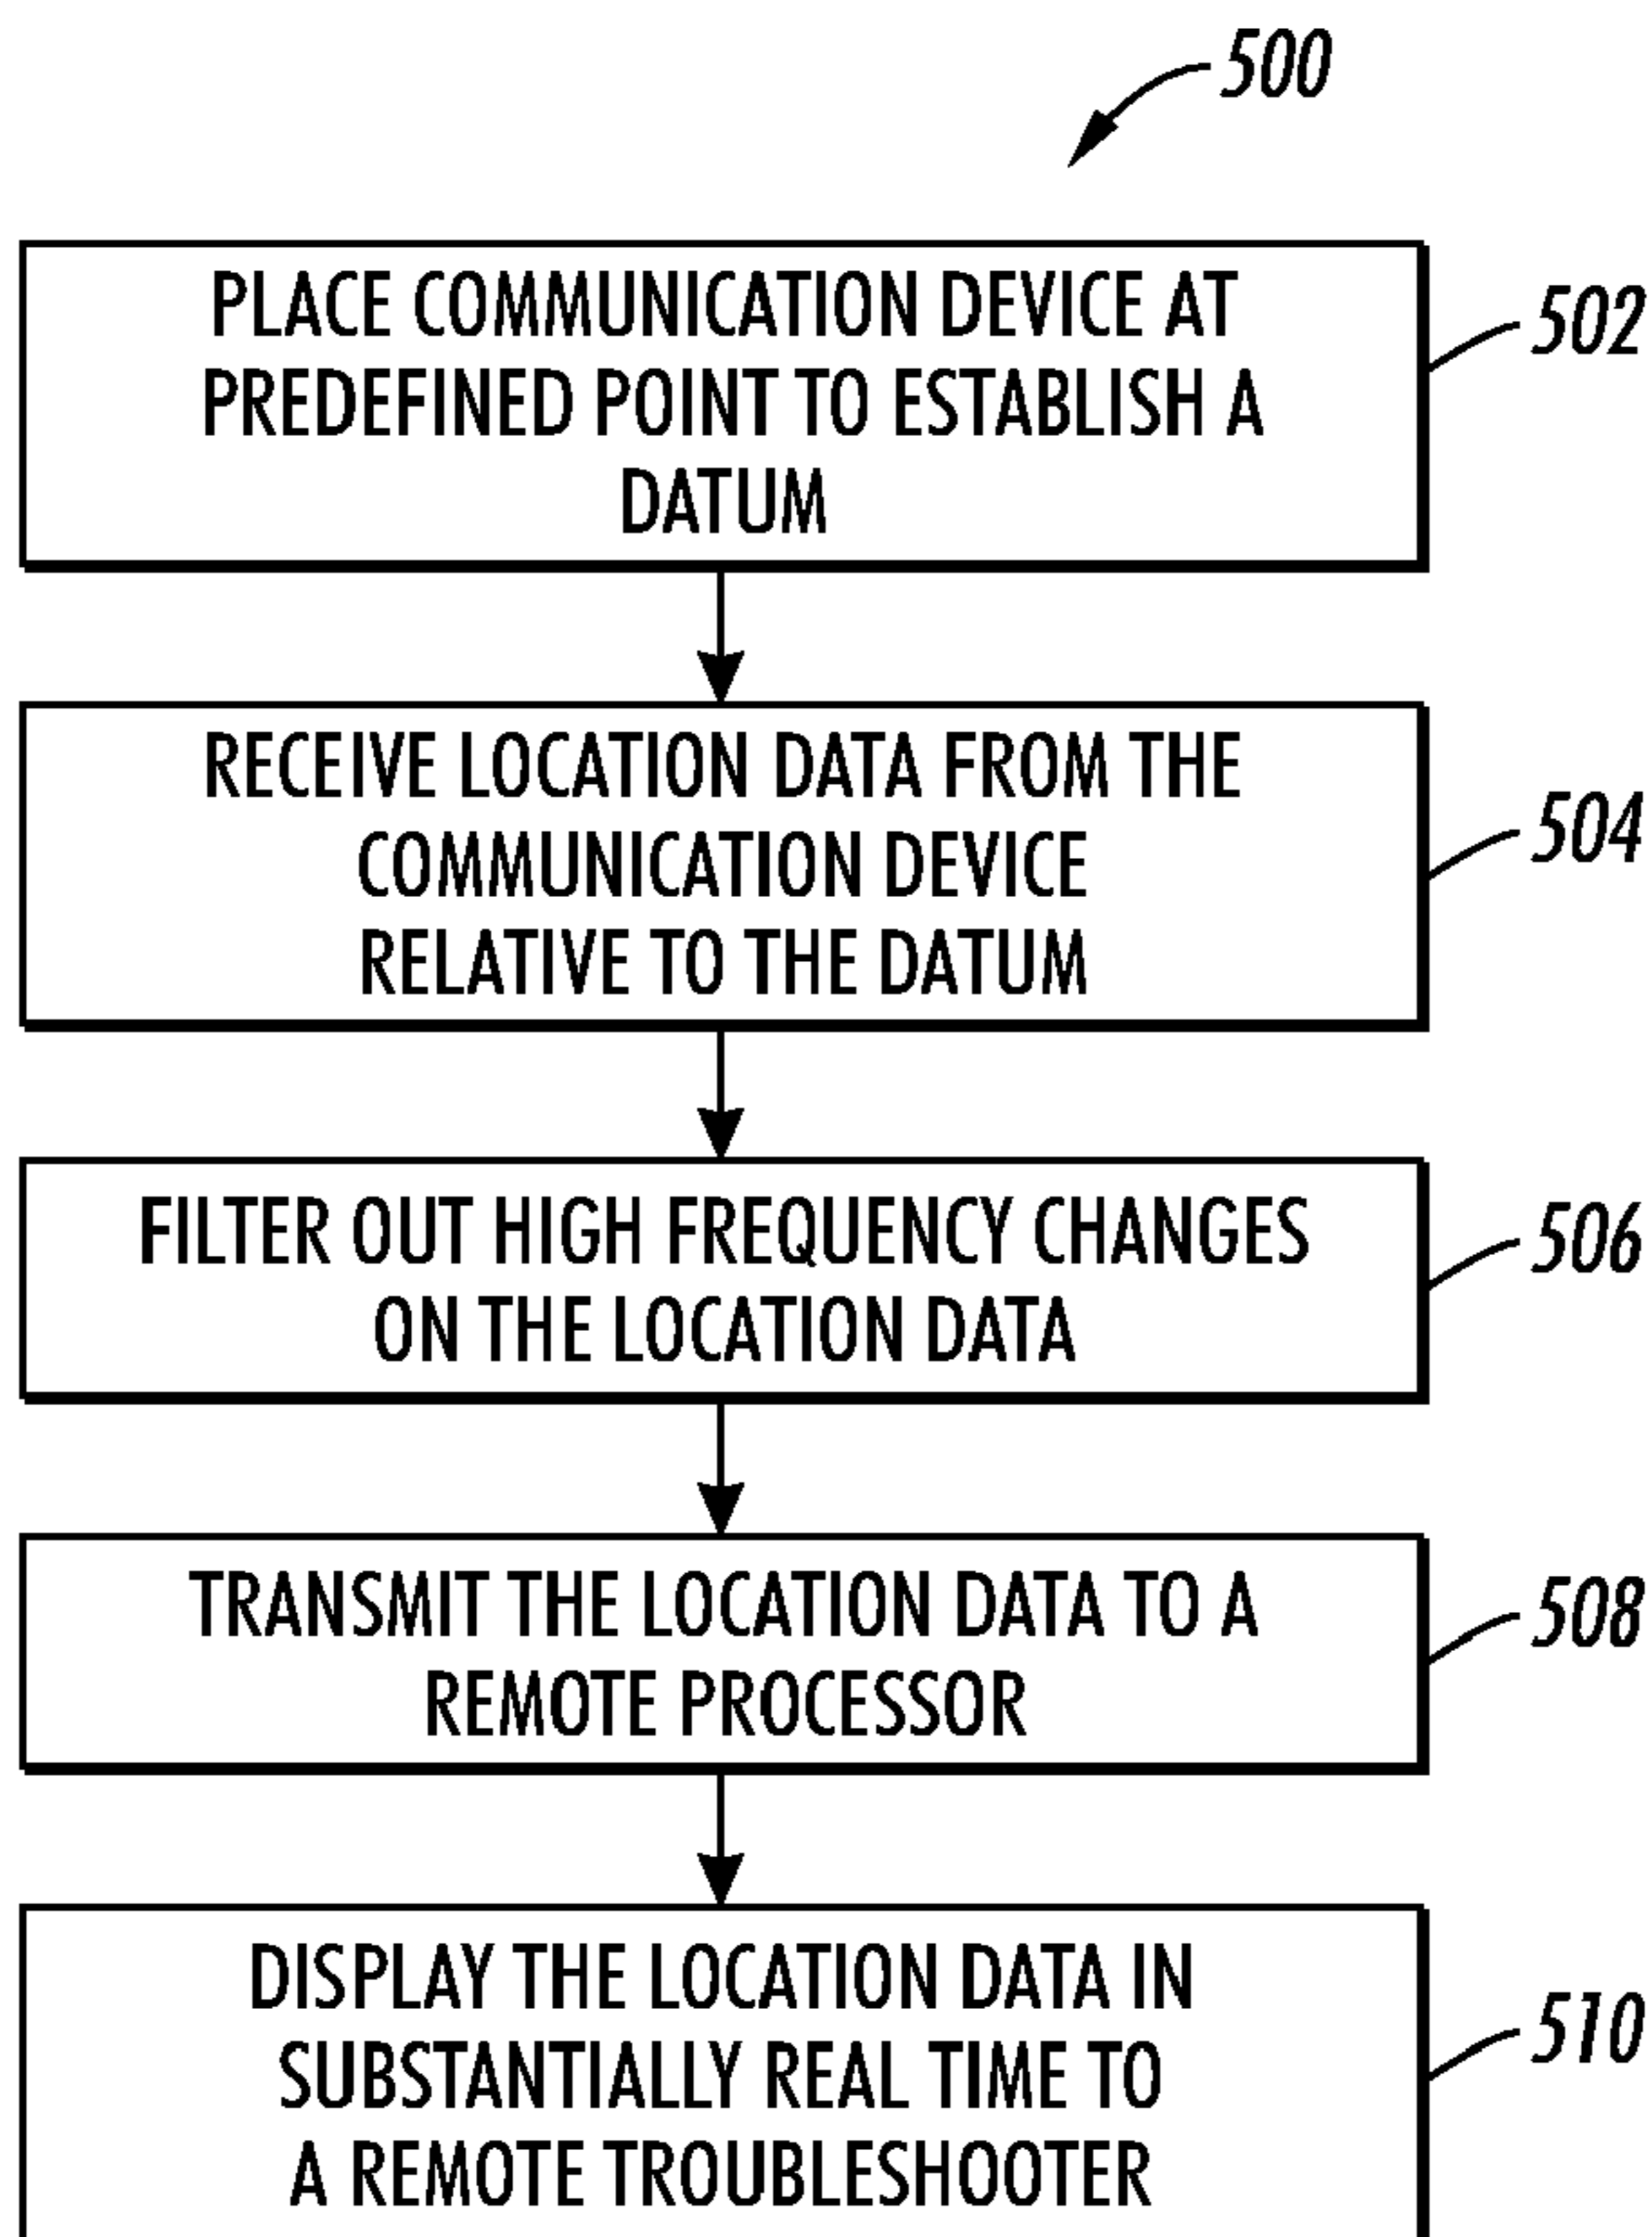 500
PLACE COMMUNICATION DEVICE AT
PREDEFINED POINT TO ESTABLISH A
DATUM
502
RECEIVE LOCATION DATA FROM THE
COMMUNICATION DEVICE
RELATIVE TO THE DATUM
504
FILTER OUT HIGH FREQUENCY CHANGES
ON THE LOCATION DATA
506
TRANSMIT THE LOCATION DATA TO A
REMOTE PROCESSOR
508
DISPLAY THE LOCATION DATA IN
SUBSTANTIALLY REAL TIME TO
A REMOTE TROUBLESHOOTER
510